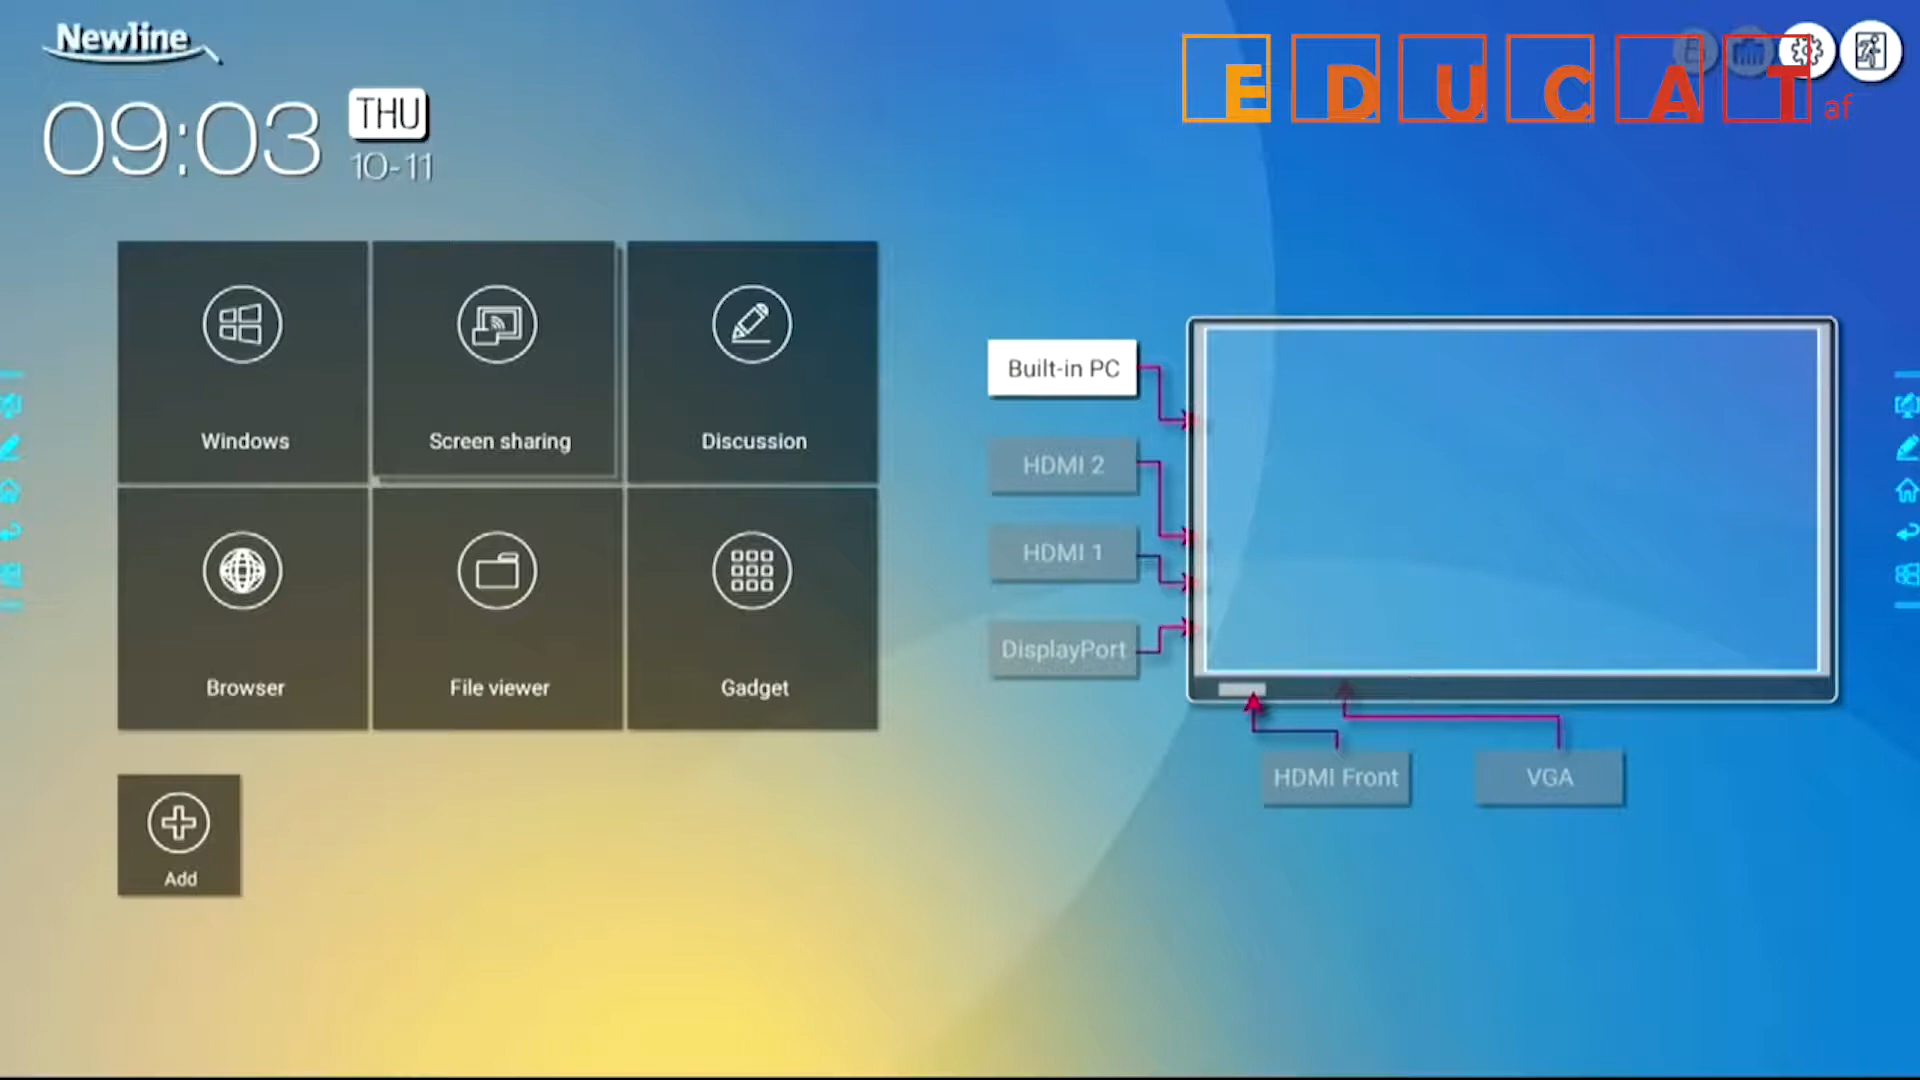 Newline
EDUCAT af
09:03 THU
10-11
Windows
Screen sharing
Discussion
Browser
File viewer
Gadget
Add
Built-in PC
HDMI 2
HDMI 1
DisplayPort
HDMI Front
VGA